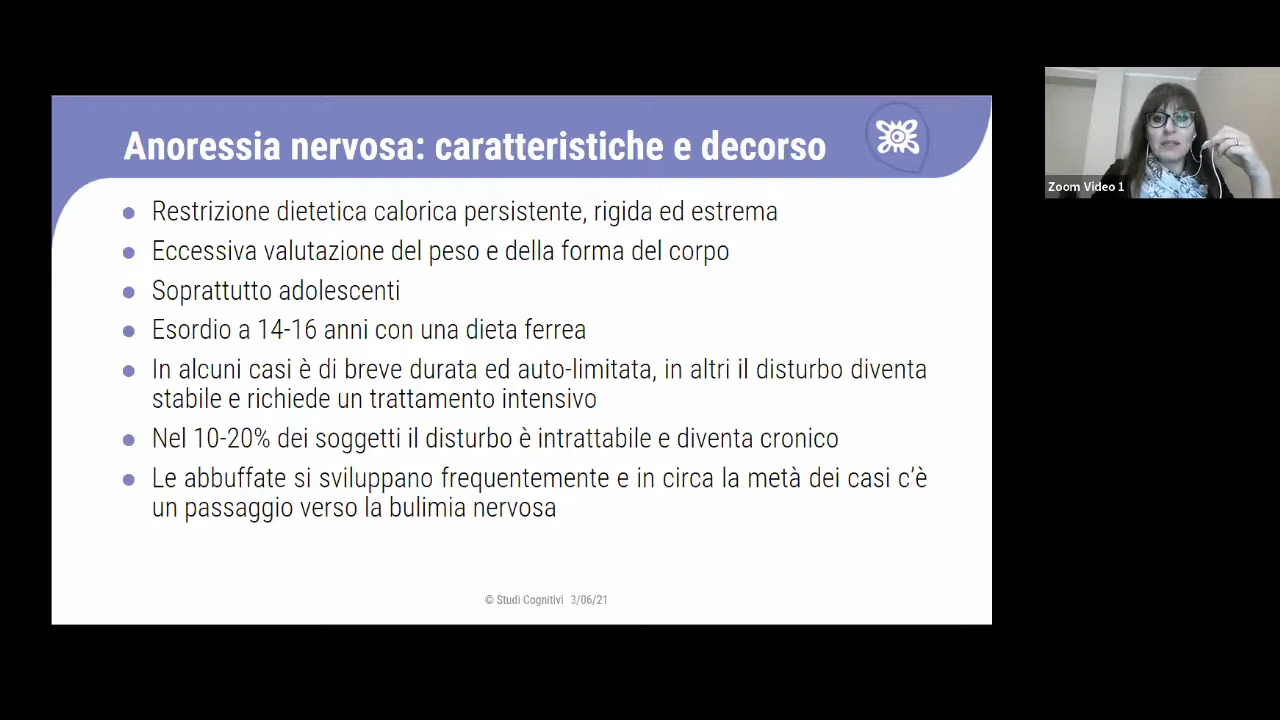 Anoressia nervosa: caratteristiche e decorso
Restrizione dietetica calorica persistente, rigida ed estrema
Eccessiva valutazione del peso e della forma del corpo
Soprattutto adolescenti
Esordio a 14-16 anni con una dieta ferrea
In alcuni casi è di breve durata ed auto-limitata, in altri il disturbo diventa
stabile e richiede un trattamento intensivo
Nel 10-20% dei soggetti il disturbo è intrattabile e diventa cronico
Le abbuffate si sviluppano frequentemente e in circa la metà dei casi c’è
un passaggio verso la bulimia nervosa
© Studi Cognitivi 3/06/21
Zoom Video 1